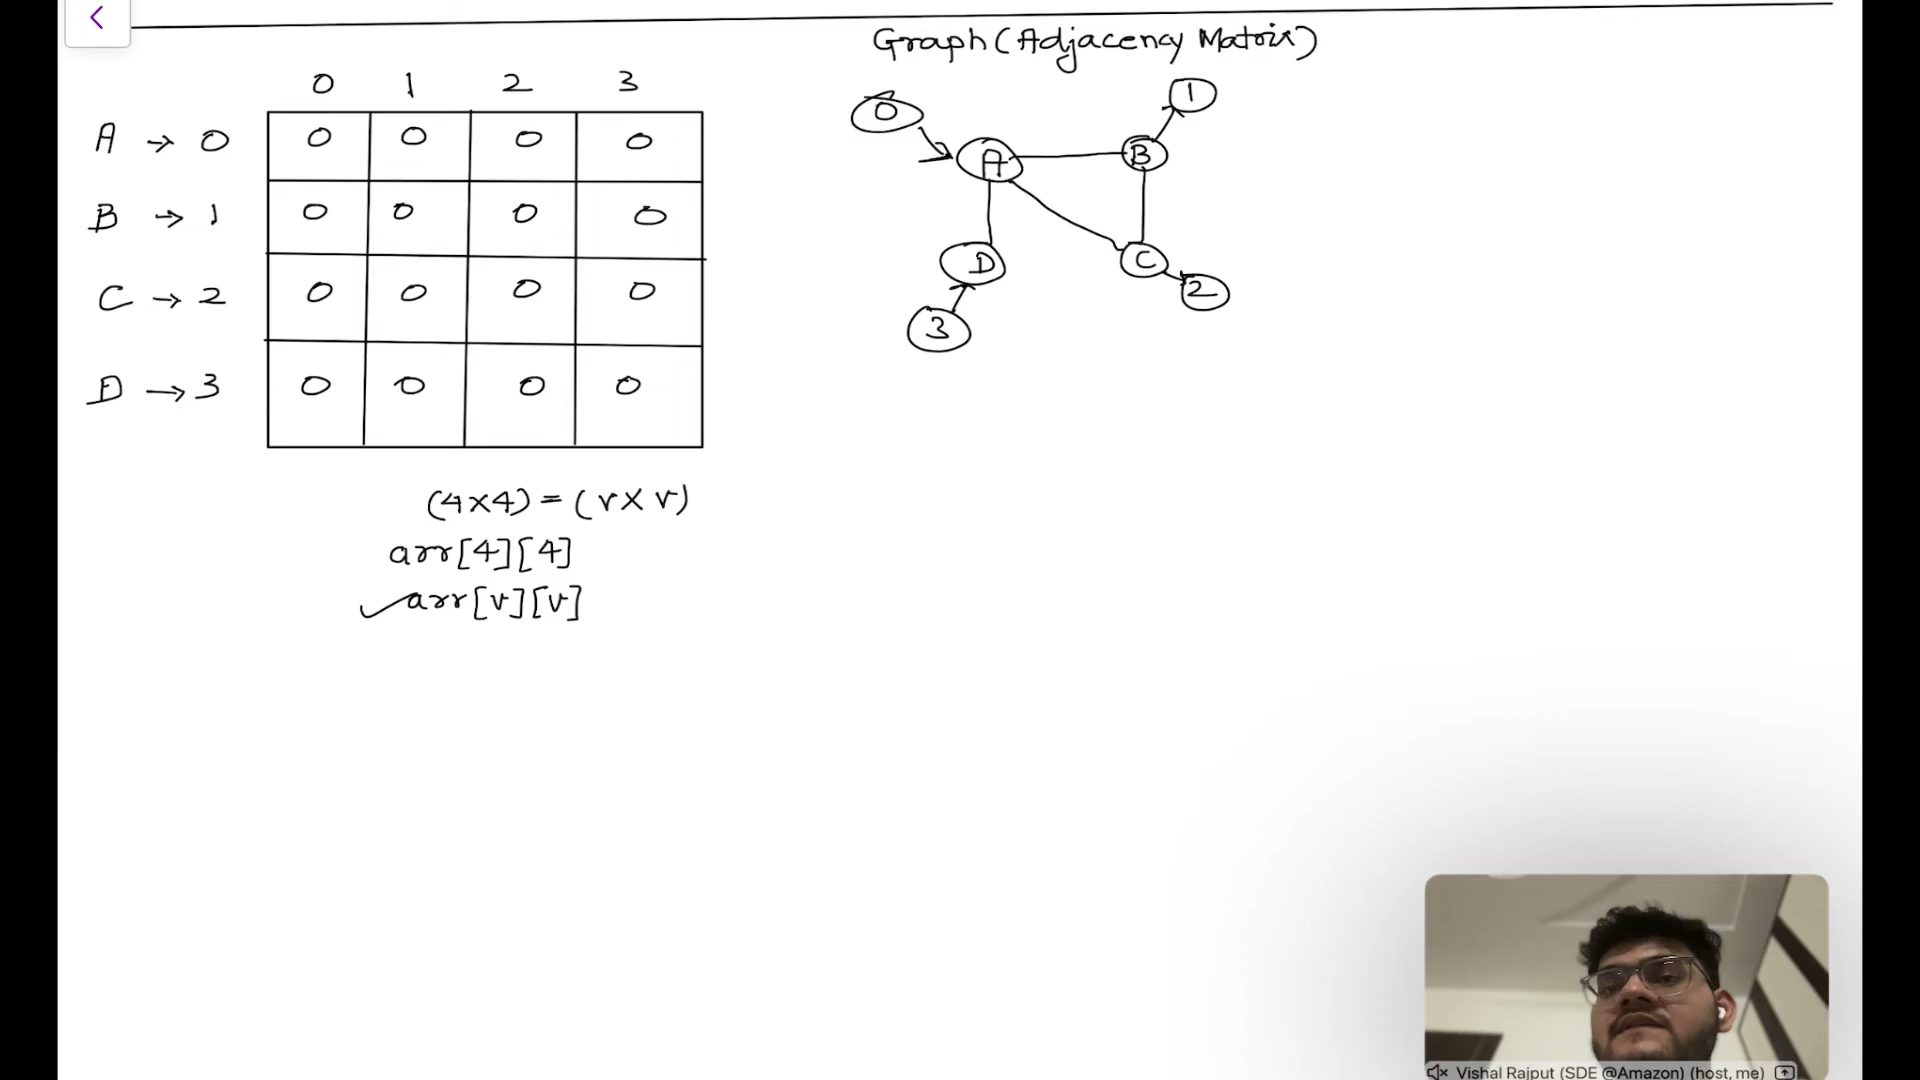 Graph(Adjacency Matrix)
0 1 2 3
A → 0 0 0 0 0
B → 1 0 0 0 0
C → 2 0 0 0 0
D → 3 0 0 0 0
0
1
A
B
D
C
2
3
(4×4) = (v×v)
arr[4][4]
arr[v][v]
Vishal Rajput (SDE @Amazon) (host, me)